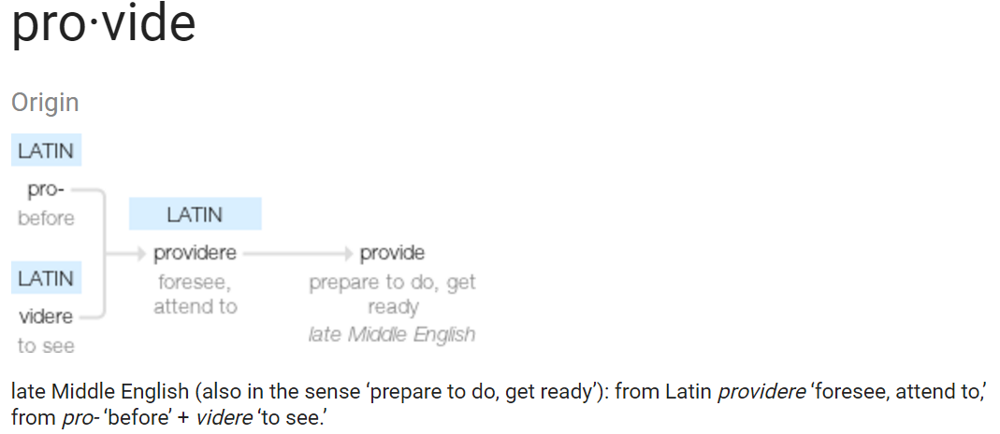 pro·vide
Origin
LATIN
pro-
before
LATIN
videre
to see
LATIN
providere
foresee,
attend to
provide
prepare to do, get
ready
late Middle English
late Middle English (also in the sense ‘prepare to do, get ready’): from Latin providere ‘foresee, attend to,’
from pro- ‘before’ + videre ‘to see.’